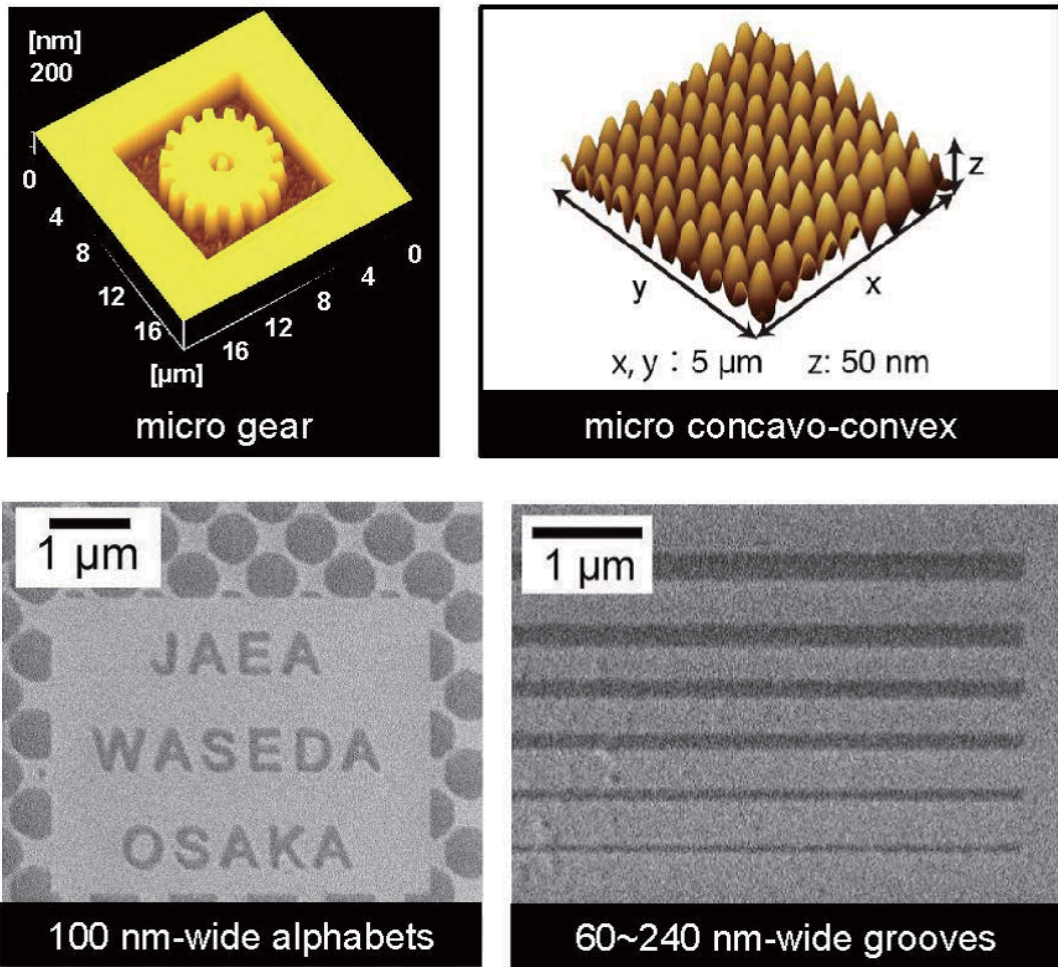 [nm]
200
0
4
8
12
16
[µm]
16
12
8
4
0
micro gear
z
y
x
x, y : 5 µm z: 50 nm
micro concavo-convex
1 µm
JAEA
WASEDA
OSAKA
100 nm-wide alphabets
1 µm
60~240 nm-wide grooves